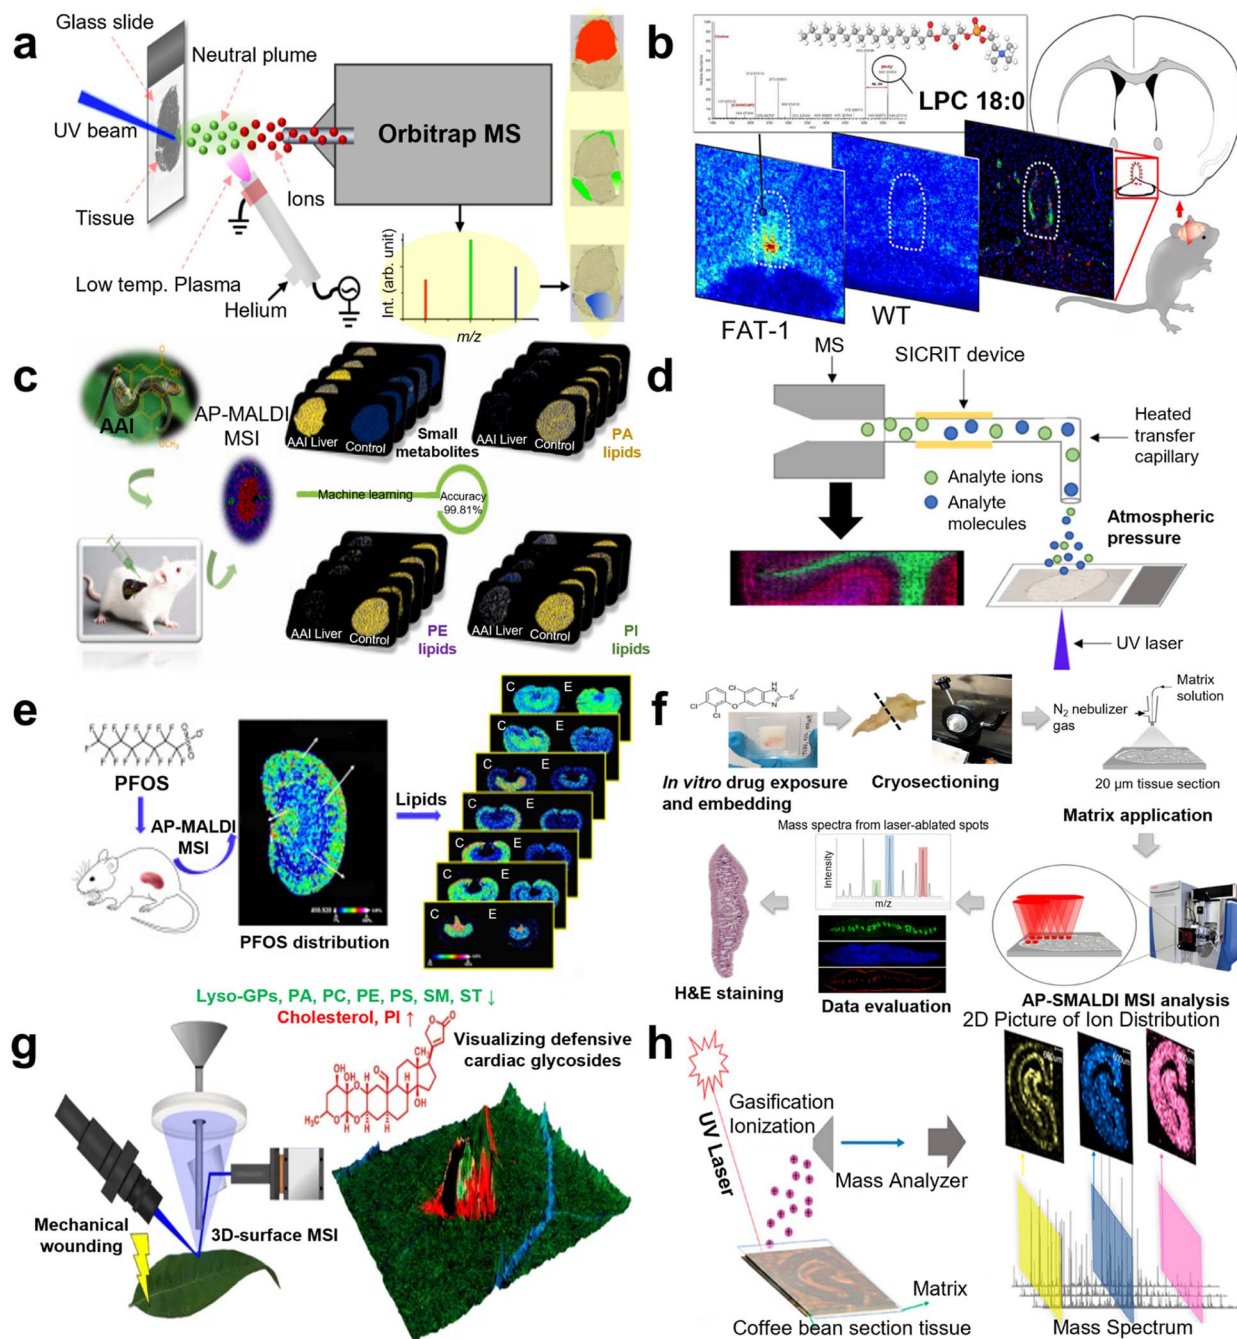 a
Glass slide
Neutral plume
UV beam
Orbitrap MS
Ions
Tissue
Low temp. Plasma
Helium
Int. (arb. unit)
m/z
b
LPC 18:0
FAT-1
WT
c
AAI
OH
OCH3
AP-MALDI
MSI
AAI Liver
Control
Small
metabolites
AAI Liver
Control
PA
lipids
Machine learning
Accuracy
99.81%
AAI Liver
Control
PE
lipids
AAI Liver
Control
PI
lipids
d
MS
SICRIT device
Heated
transfer
capillary
Analyte ions
Analyte
molecules
Atmospheric
pressure
UV laser
e
PFOS
AP-MALDI
MSI
PFOS distribution
Lipids
C E
C E
C E
C E
C E
C E
C E
Lyso-GPs, PA, PC, PE, PS, SM, ST ↓
Cholesterol, PI ↑
f
In vitro drug exposure
and embedding
Cryosectioning
Matrix
solution
N2 nebulizer
gas
20 μm tissue section
Matrix application
Mass spectra from laser-ablated spots
Intensity
m/z
H&E staining
Data evaluation
AP-SMALDI MSI analysis
g
Mechanical
wounding
3D-surface MSI
Visualizing defensive
cardiac glycosides
h
2D Picture of Ion Distribution
UV Laser
Gasification
Ionization
Mass Analyzer
Matrix
Coffee bean section tissue
Mass Spectrum